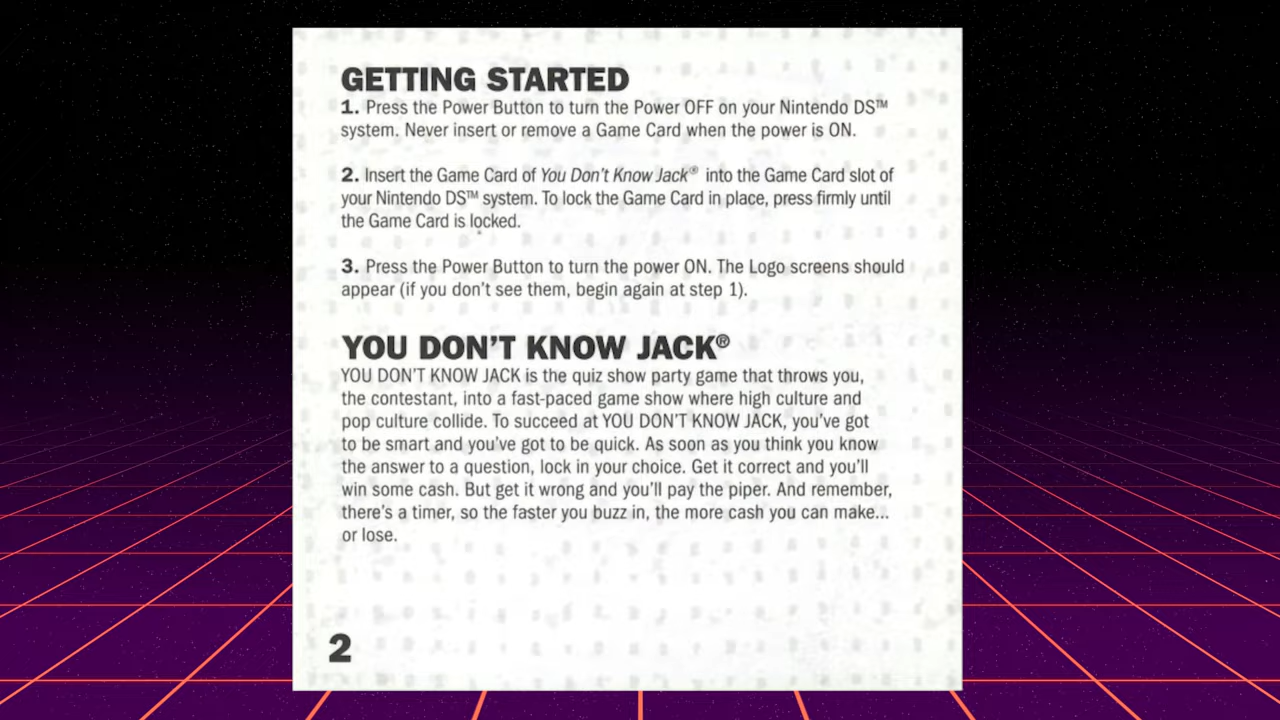 GETTING STARTED
1. Press the Power Button to turn the Power OFF on your Nintendo DS™
system. Never insert or remove a Game Card when the power is ON.
2. Insert the Game Card of You Don't Know Jack® into the Game Card slot of
your Nintendo DS™ system. To lock the Game Card in place, press firmly until
the Game Card is locked.
3. Press the Power Button to turn the power ON. The Logo screens should
appear (if you don't see them, begin again at step 1).
YOU DON'T KNOW JACK®
YOU DON'T KNOW JACK is the quiz show party game that throws you,
the contestant, into a fast-paced game show where high culture and
pop culture collide. To succeed at YOU DON'T KNOW JACK, you've got
to be smart and you've got to be quick. As soon as you think you know
the answer to a question, lock in your choice. Get it correct and you'll
win some cash. But get it wrong and you'll pay the piper. And remember,
there's a timer, so the faster you buzz in, the more cash you can make...
or lose.
2